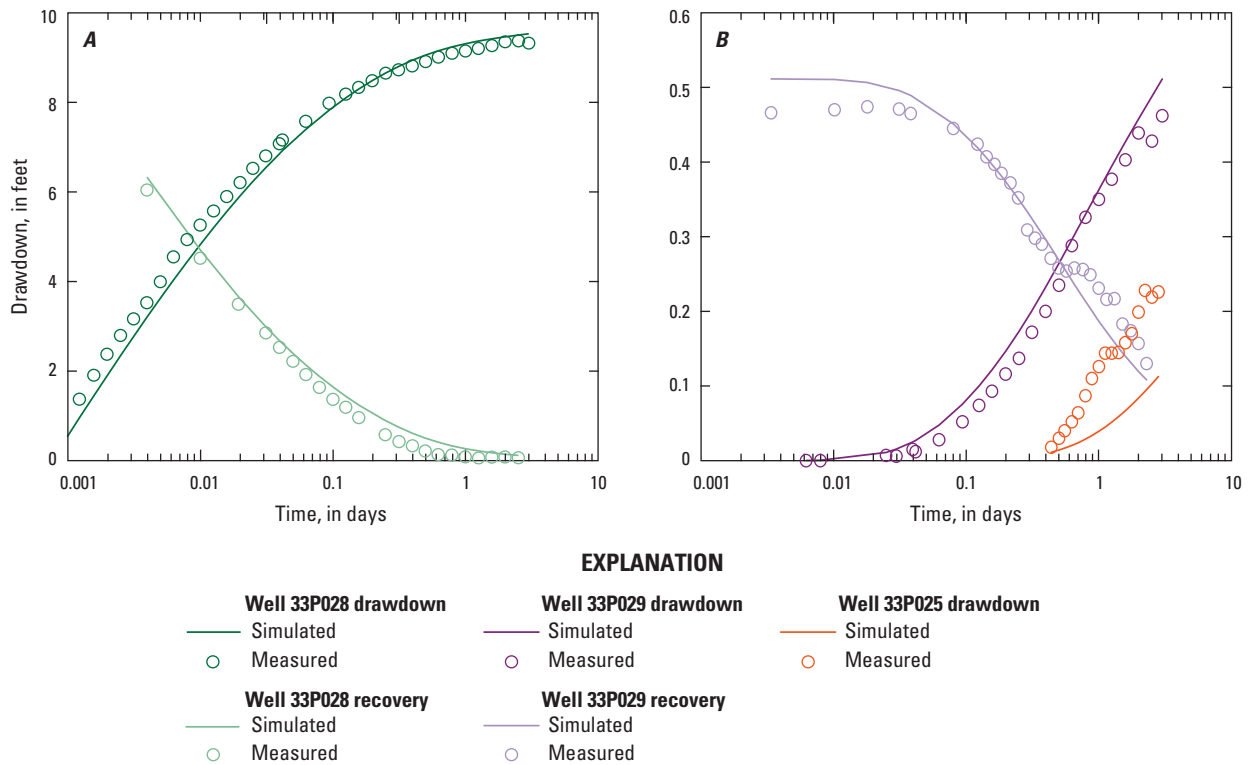 A
B
10
8
6
4
2
0
Drawdown, in feet
0.001
0.01
0.1
1
10
Time, in days
0.6
0.5
0.4
0.3
0.2
0.1
0
0.001
0.01
0.1
1
10
Time, in days
EXPLANATION
Well 33P028 drawdown
Simulated
Measured
Well 33P029 drawdown
Simulated
Measured
Well 33P025 drawdown
Simulated
Measured
Well 33P028 recovery
Simulated
Measured
Well 33P029 recovery
Simulated
Measured